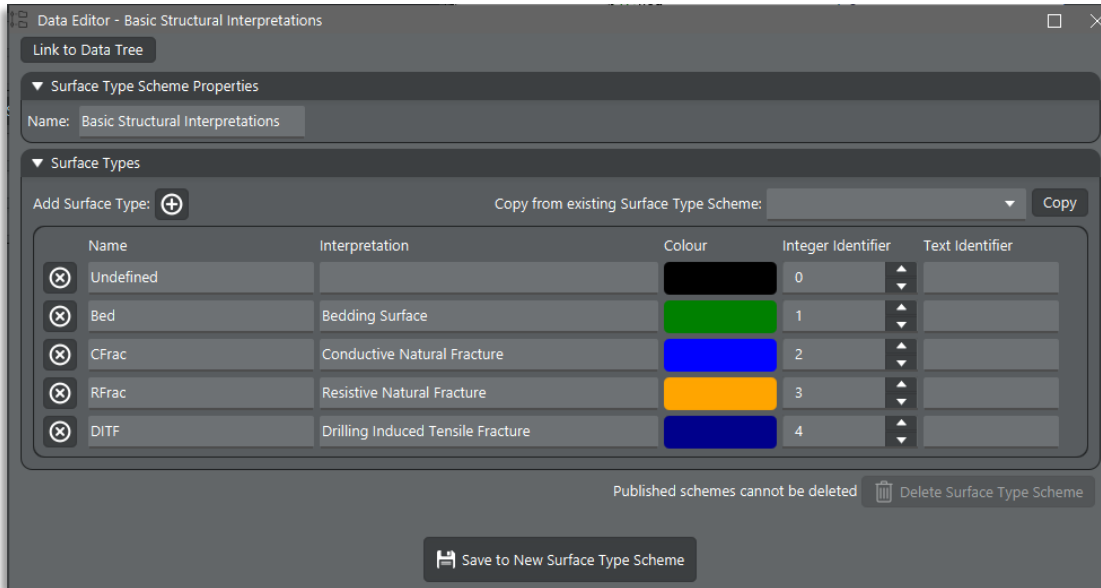 Data Editor - Basic Structural Interpretations
Link to Data Tree
Surface Type Scheme Properties
Name: Basic Structural Interpretations
Surface Types
Add Surface Type: Copy from existing Surface Type Scheme: Copy
Name Interpretation Colour Integer Identifier Text Identifier
Undefined 0
Bed Bedding Surface 1
CFrac Conductive Natural Fracture 2
RFrac Resistive Natural Fracture 3
DITF Drilling Induced Tensile Fracture 4
Published schemes cannot be deleted Delete Surface Type Scheme
Save to New Surface Type Scheme